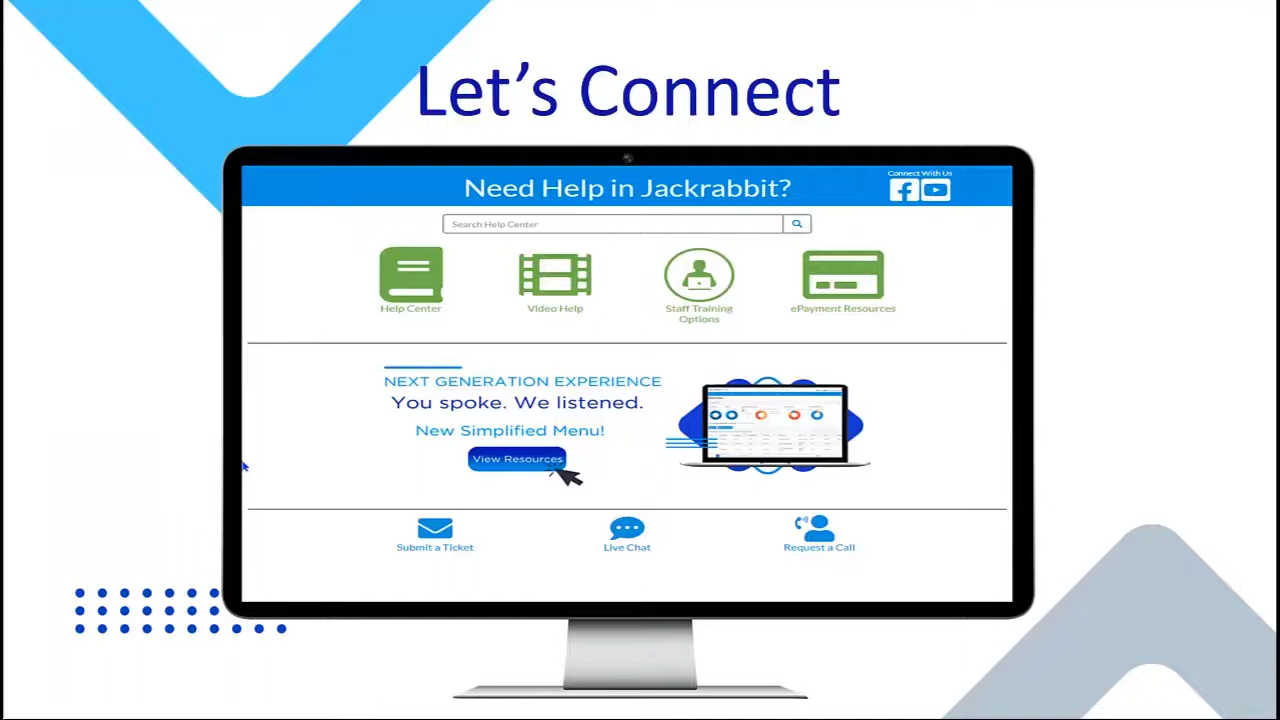 Let's Connect
Need Help in Jackrabbit?
Connect With Us
Search Help Center
Help Center
Video Help
Staff Training
Options
ePayment Resources
NEXT GENERATION EXPERIENCE
You spoke. We listened.
New Simplified Menu!
View Resources
Submit a Ticket
Live Chat
Request a Call